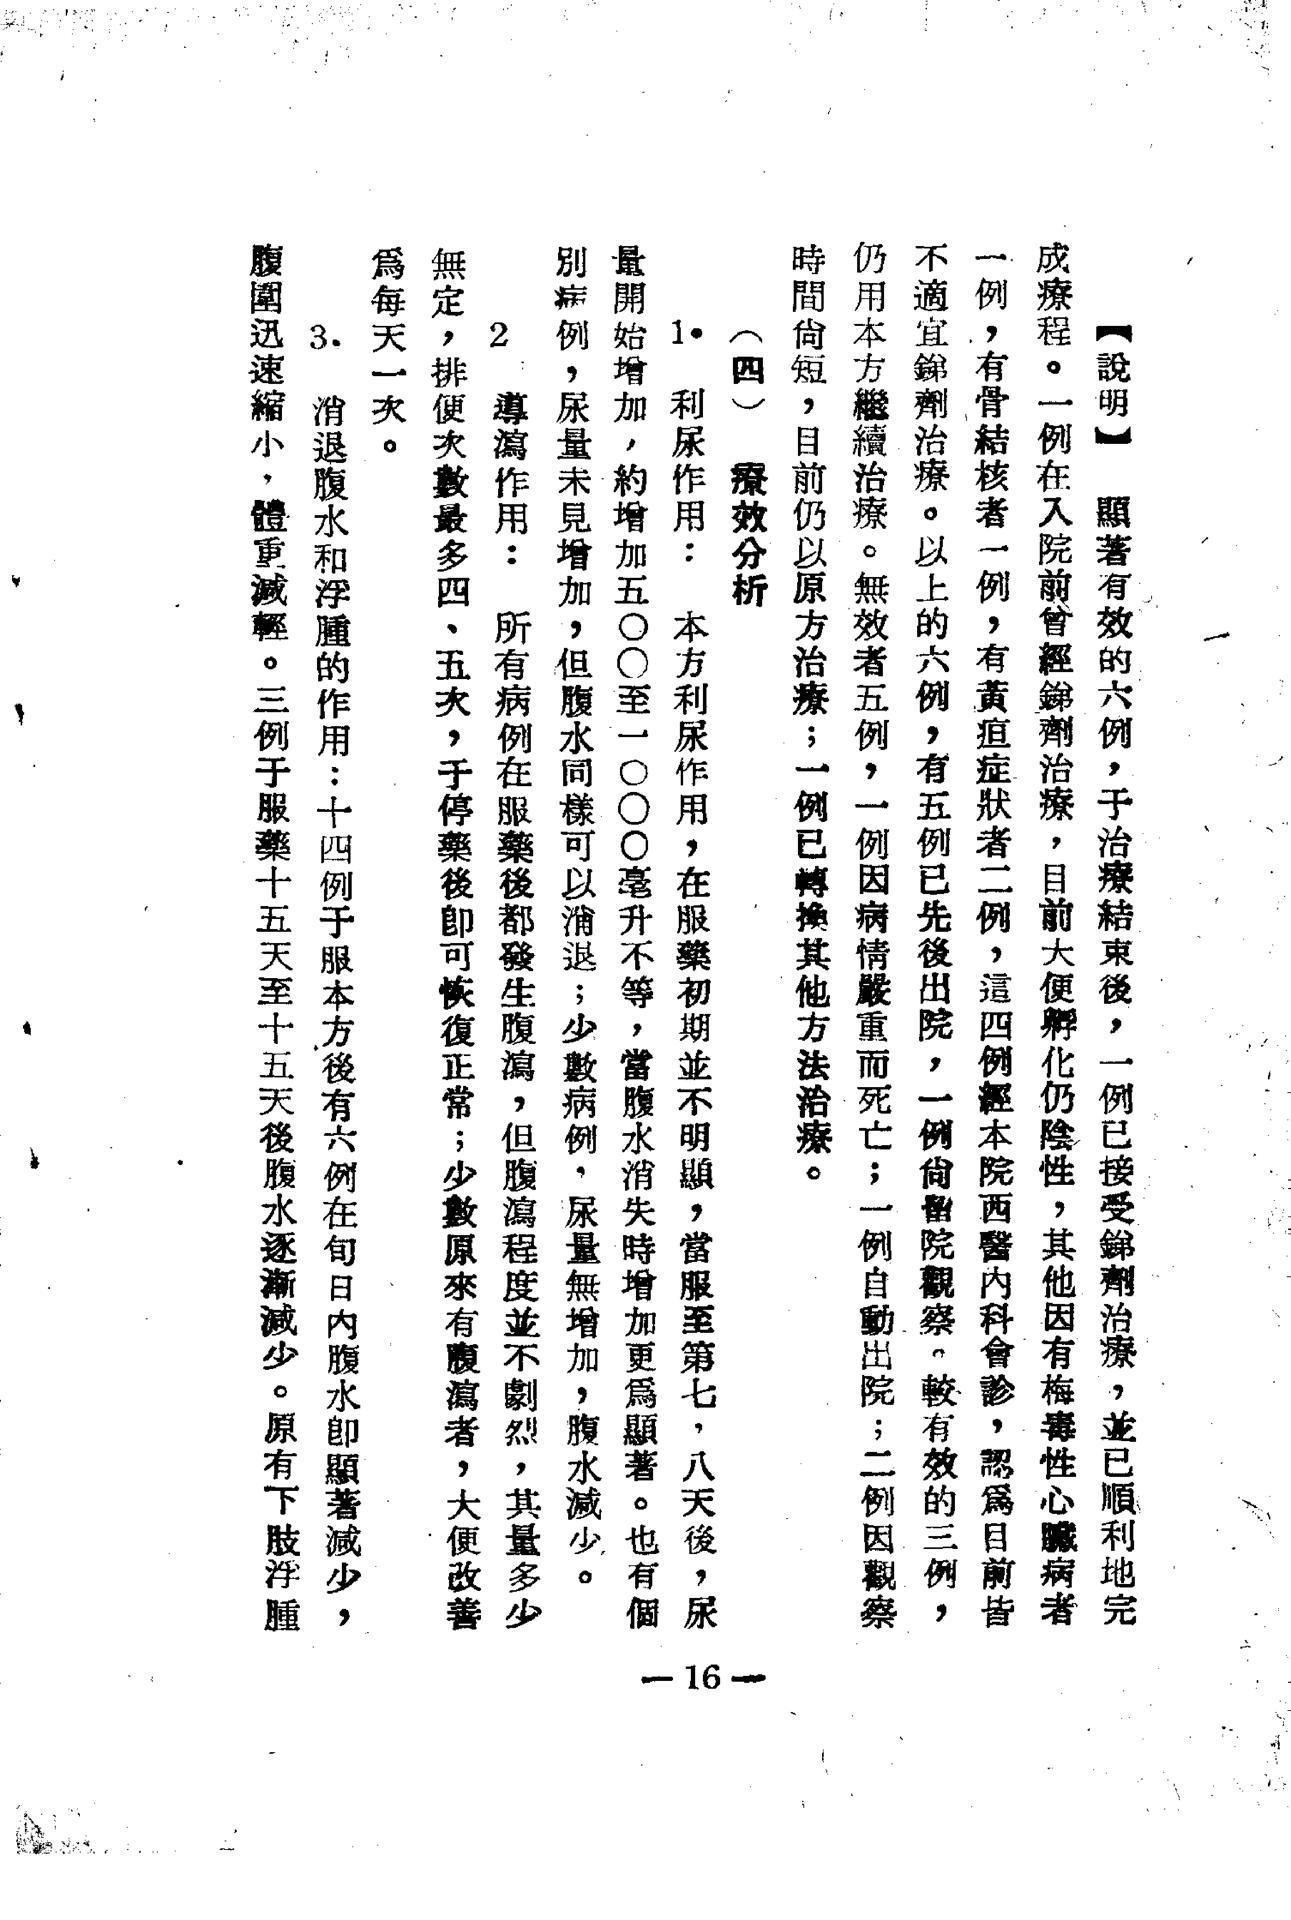 【說明】　顯著有效的六例，于治療結束後，一例已接受銻劑治療，並已順利地完
成療程。一例在入院前曾經銻劑治療，目前大便孵化仍陰性，其他因有梅毒性心臟病者
一例，有骨結核者一例，有黃疸症狀者二例，這四例經本院西醫內科會診，認爲目前皆
不適宜銻劑治療。以上的六例，有五例已先後出院，一例尙留院觀察。較有效的三例，
仍用本方繼續治療。無效者五例，一例因病情嚴重而死亡；一例自動出院；二例因觀察
時間尙短，目前仍以原方治療；一例已轉換其他方法治療。
（四）　療效分析
1.　利尿作用：　本方利尿作用，在服藥初期並不明顯，當服至第七，八天後，尿
量開始增加，約增加五〇〇至一〇〇〇毫升不等，當腹水消失時增加更爲顯著。也有個
別病例，尿量未見增加，但腹水同樣可以消退；少數病例，尿量無增加，腹水減少。
2　導瀉作用：　所有病例在服藥後都發生腹瀉，但腹瀉程度並不劇烈，其量多少
無定，排便次數最多四、五次，于停藥後卽可恢復正常；少數原來有腹瀉者，大便改善
爲每天一次。
3.　消退腹水和浮腫的作用：十四例于服本方後有六例在旬日內腹水卽顯著減少，
腹圍迅速縮小，體重減輕。三例于服藥十五天至十五天後腹水逐漸減少。原有下肢浮腫
—16—